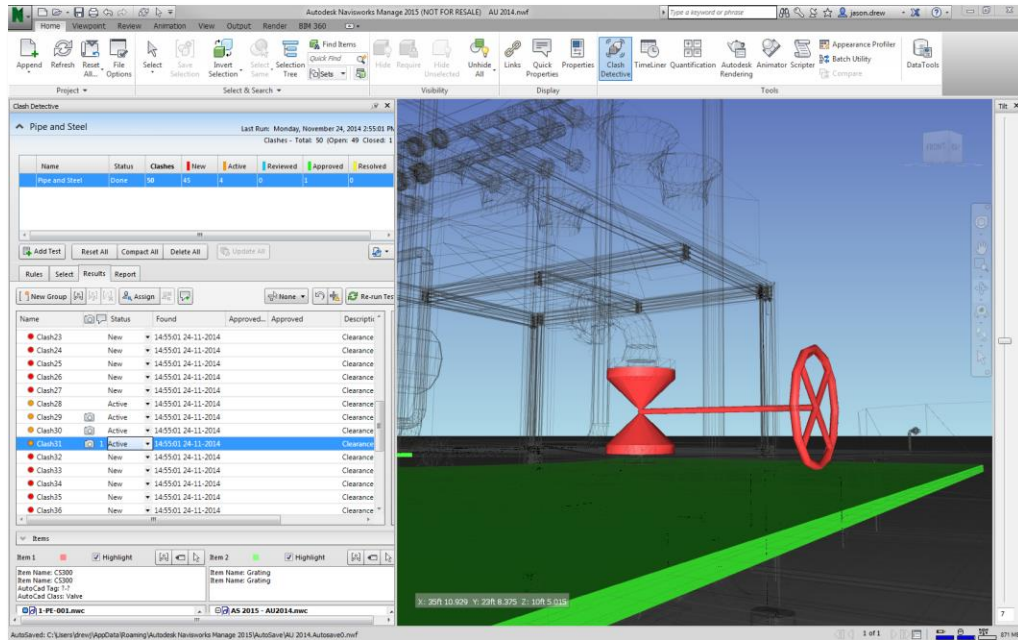 Autodesk Navisworks Manage 2015 (NOT FOR RESALE) AU 2014.nwf
Type a keyword or phrase
jason.drew
Home Viewpoint Review Animation View Output Render BIM 360
Append Refresh Reset All... File Options
Project
Select Save Selection Invert Selection Select Same Selection Tree
Find Items
Quick Find
Sets
Select & Search
Hide Require Hide Unselected Unhide All
Visibility
Links Quick Properties Properties
Display
Clash Detective TimeLiner Quantification Autodesk Rendering Animator Scripter
Appearance Profiler
Batch Utility
Compare
DataTools
Tools
Clash Detective
Tilt
Pipe and Steel
Last Run: Monday, November 24, 2014 2:55:01 PM
Clashes - Total: 50 (Open: 49 Closed: 1
Name Status Clashes New Active Reviewed Approved Resolved
Pipe and Steel Done 50 45 4 0 1 0
Add Test Reset All Compact All Delete All Update All
Rules Select Results Report
New Group Assign None Re-run Tes
Name Status Found Approved... Approved Descriptic
Clash23 New 14:55:01 24-11-2014 Clearance
Clash24 New 14:55:01 24-11-2014 Clearance
Clash25 New 14:55:01 24-11-2014 Clearance
Clash26 New 14:55:01 24-11-2014 Clearance
Clash27 New 14:55:01 24-11-2014 Clearance
Clash28 Active 14:55:01 24-11-2014 Clearance
Clash29 Active 14:55:01 24-11-2014 Clearance
Clash30 Active 14:55:01 24-11-2014 Clearance
Clash31 1 Active 14:55:01 24-11-2014 Clearance
Clash32 New 14:55:01 24-11-2014 Clearance
Clash33 New 14:55:01 24-11-2014 Clearance
Clash34 New 14:55:01 24-11-2014 Clearance
Clash35 New 14:55:01 24-11-2014 Clearance
Clash36 New 14:55:01 24-11-2014 Clearance
Items
Item 1 Highlight Item 2 Highlight
Item Name: CS300 Item Name: Grating
Item Name: CS300 Item Name: Grating
AutoCad Tag: ?-?
AutoCad Class: Valve
1-PE-001.nwc AS 2015 - AU2014.nwc
X: 35ft 10.929 Y: 23ft 8.375 Z: 10ft 5.015
7
AutoSaved: C:\Users\drewj\AppData\Roaming\Autodesk Navisworks Manage 2015\AutoSave\AU 2014.Autosave0.nwf
1 of 1